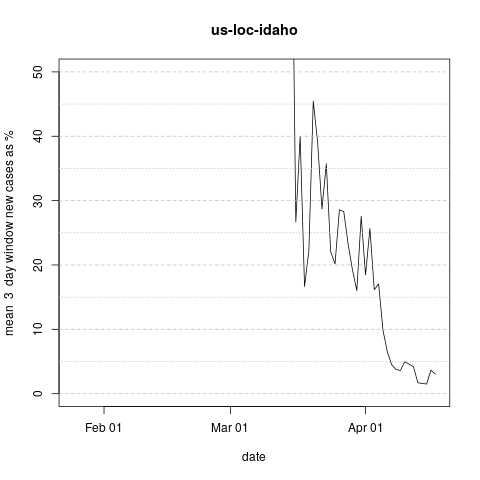 us-loc-idaho
mean 3 day window new cases as %
50
40
30
20
10
0
Feb 01
Mar 01
Apr 01
date